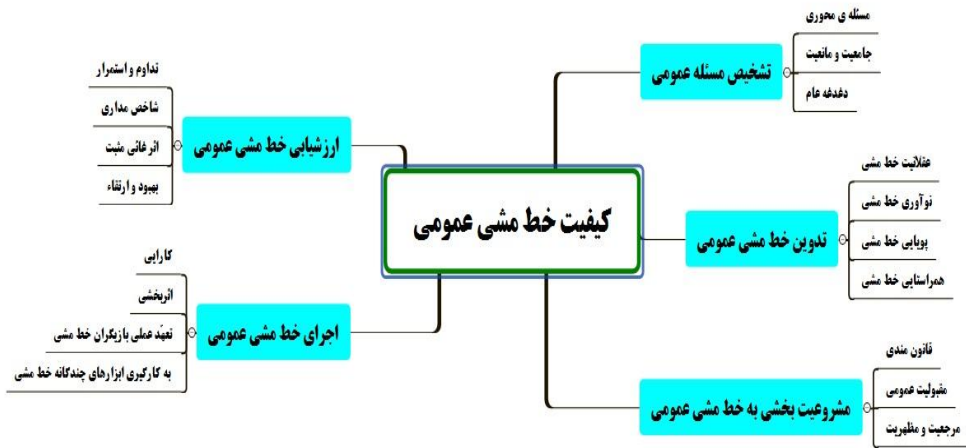 کیفیت خط مشی عمومی
تشخیص مسئله عمومی
مسئله ی محوری
جامعیت و مانعیت
دغدغه عام
تدوین خط مشی عمومی
عقلانیت خط مشی
نوآوری خط مشی
پویایی خط مشی
همراستایی خط مشی
مشروعیت بخشی به خط مشی عمومی
قانون مندی
مقبولیت عمومی
مرجعیت و مظهریت
اجرای خط مشی عمومی
کارایی
اثربخشی
تعهّد عملی بازیگران خط مشی
به کارگیری ابزارهای چندگانه خط مشی
ارزشیابی خط مشی عمومی
تداوم و استمرار
شاخص مداری
اثر غائی مثبت
بهبود و ارتقاء